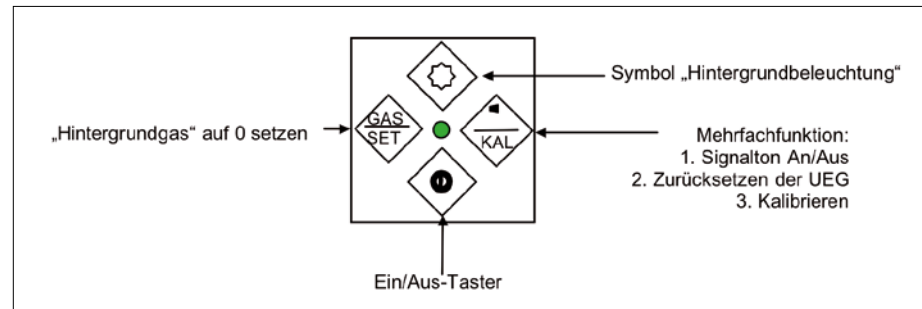 Symbol „Hintergrundbeleuchtung“
„Hintergrundgas“ auf 0 setzen
GAS
SET
KAL
Mehrfachfunktion:
1. Signalton An/Aus
2. Zurücksetzen der UEG
3. Kalibrieren
Ein/Aus-Taster